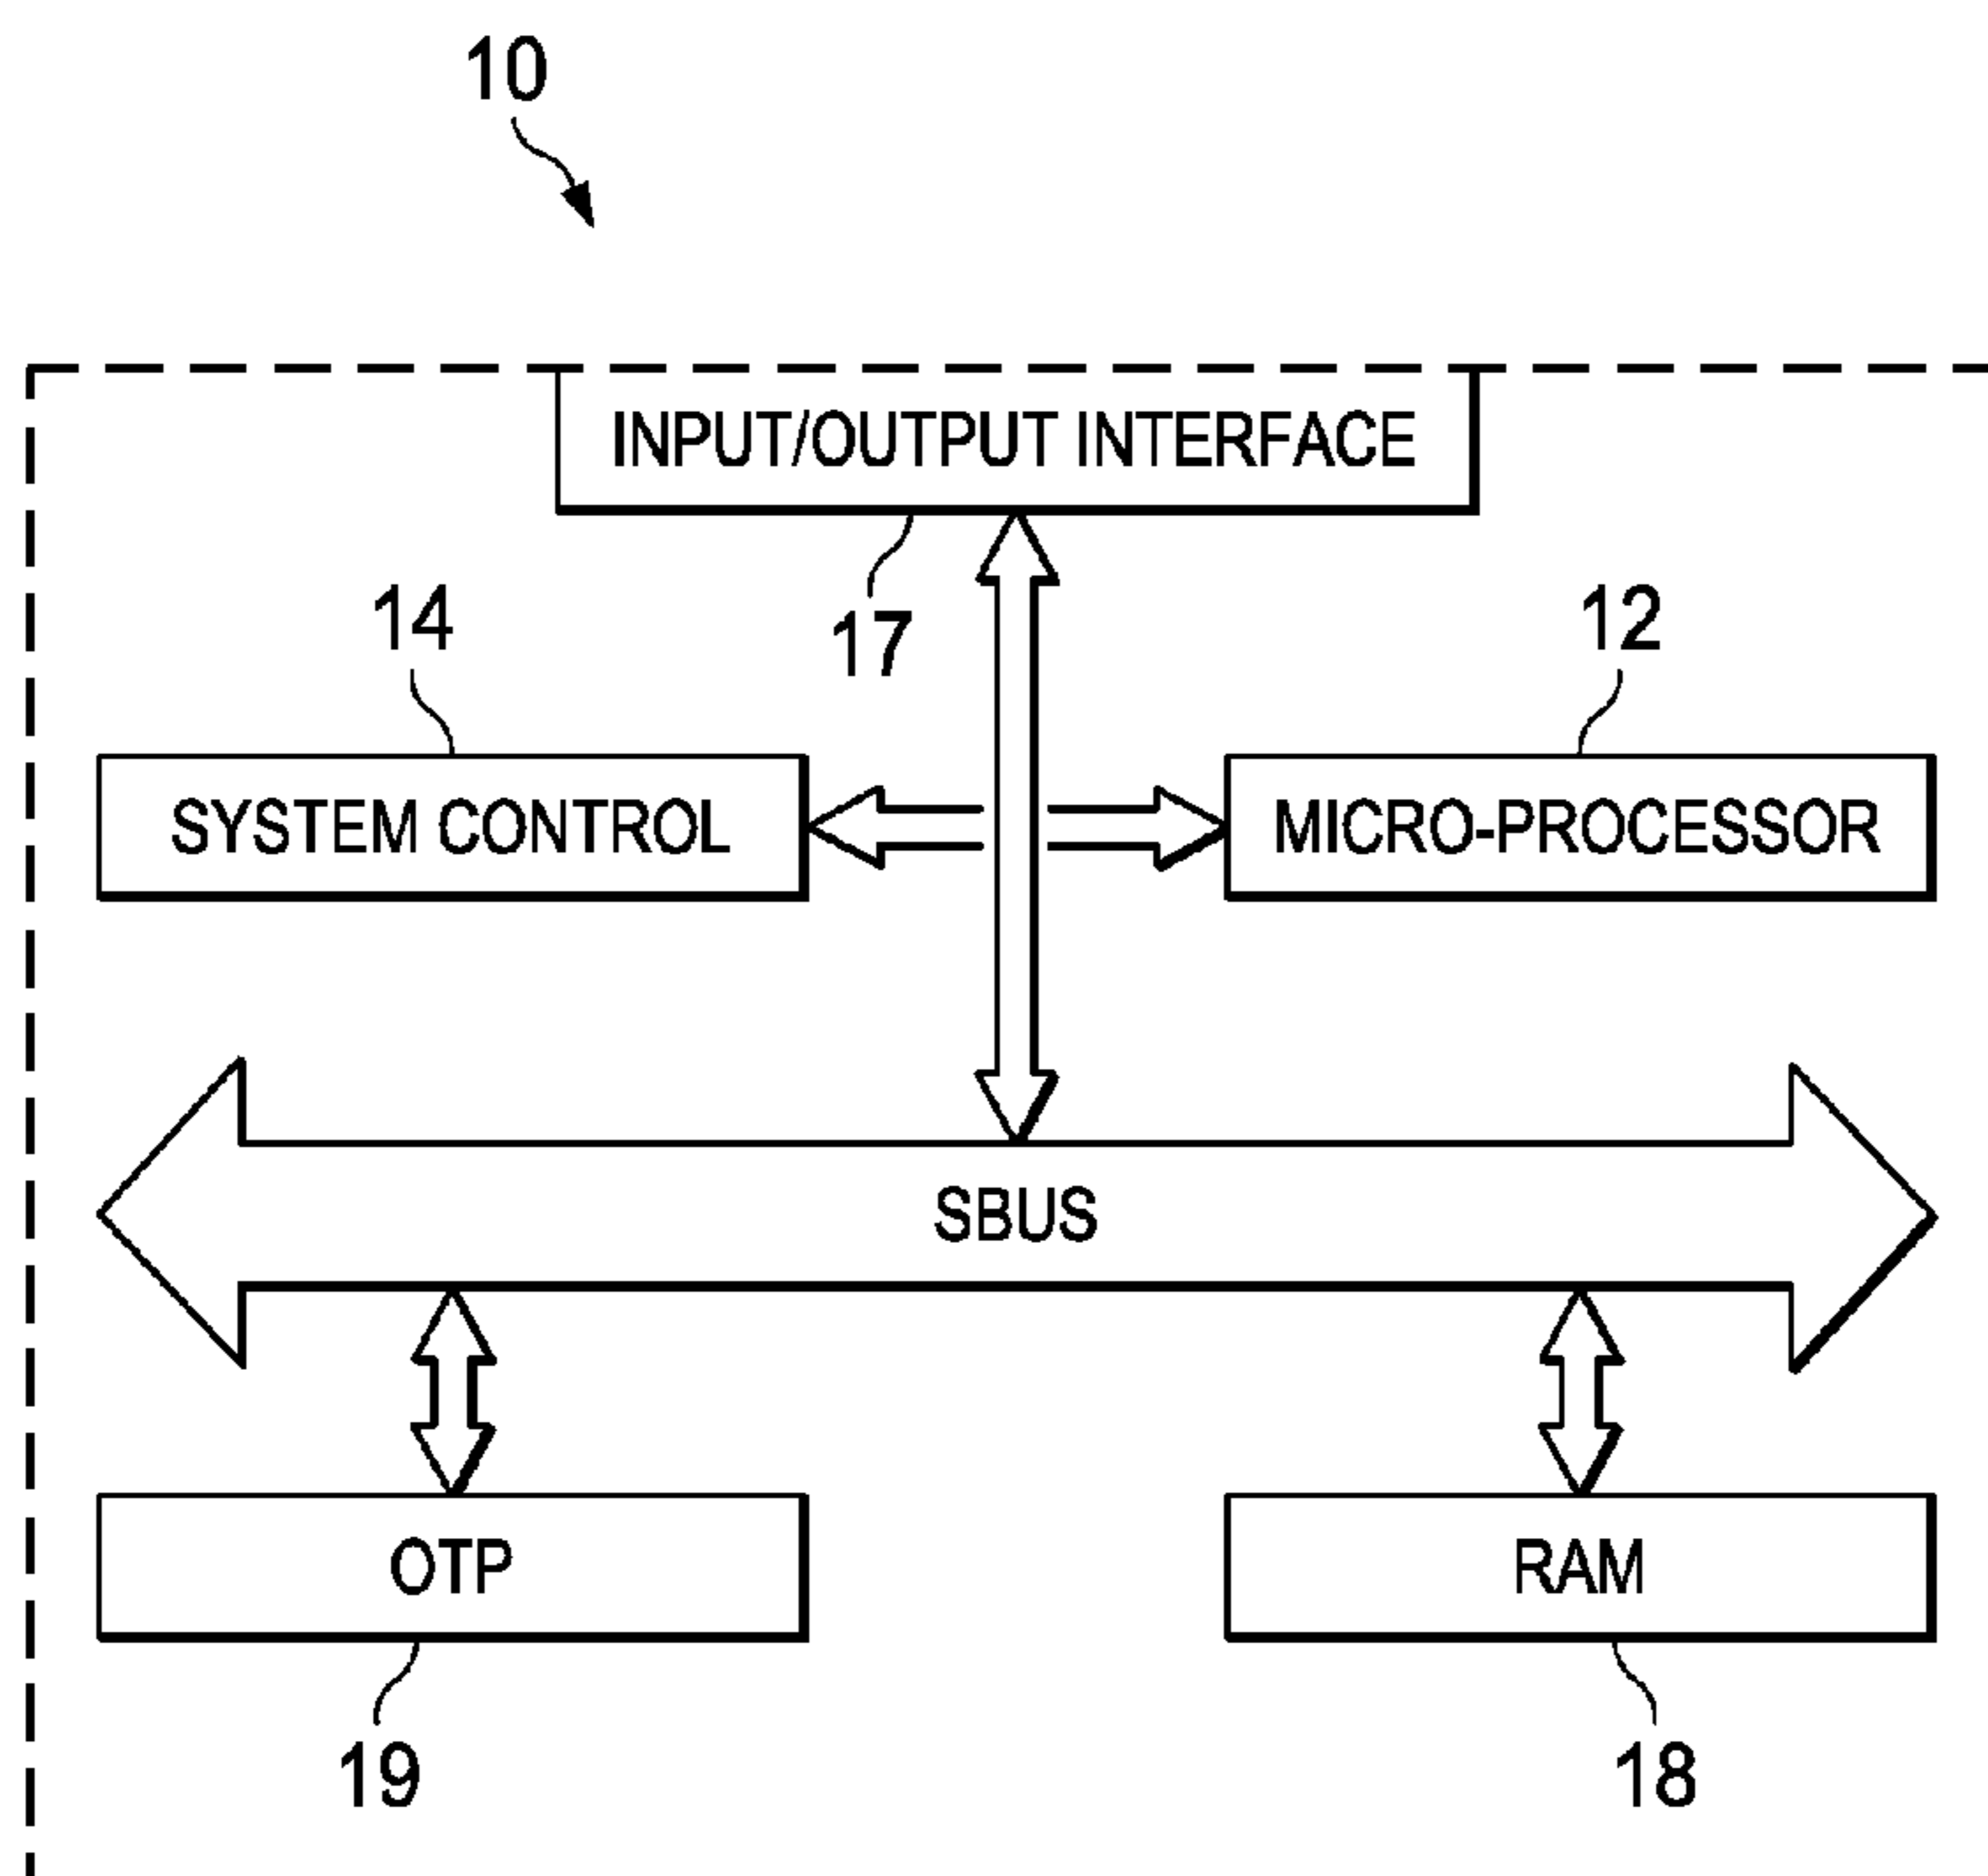 10
INPUT/OUTPUT INTERFACE
14
17
12
SYSTEM CONTROL
MICRO-PROCESSOR
SBUS
OTP
RAM
19
18